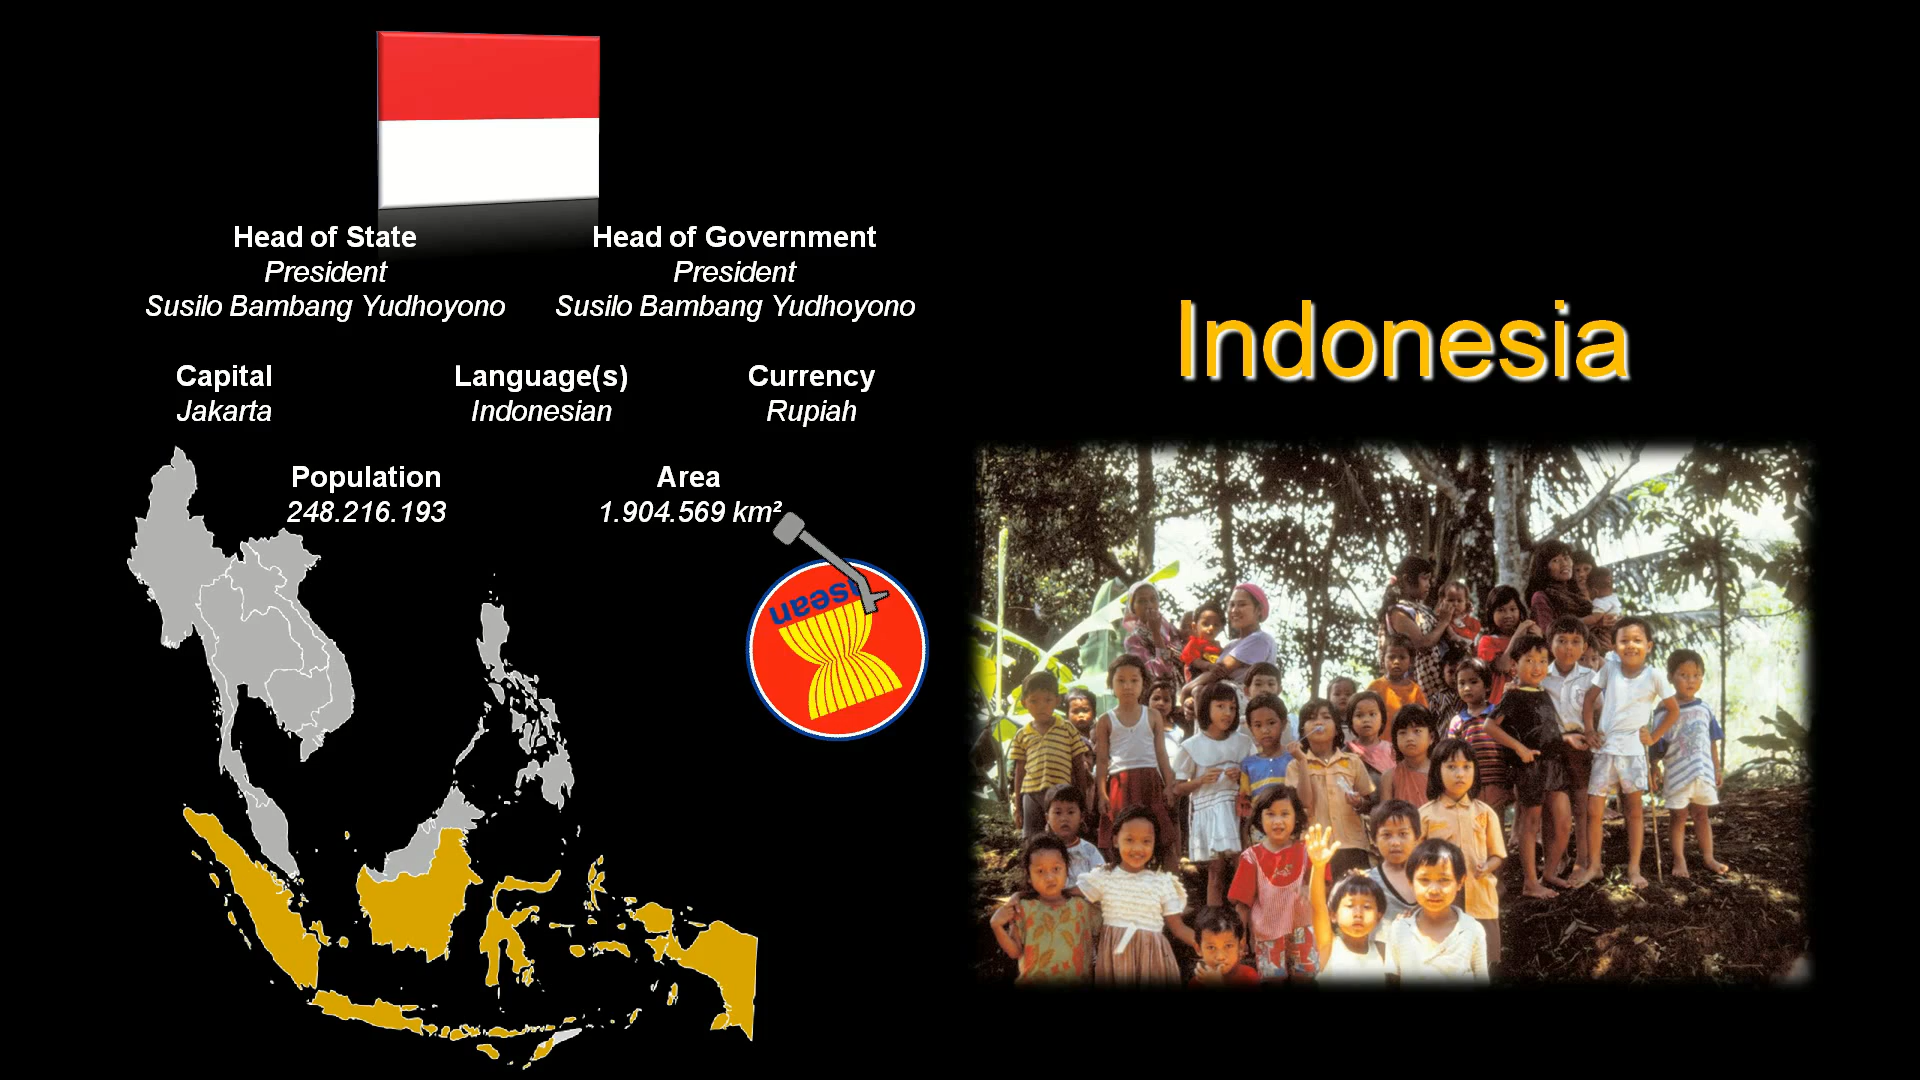 Head of State
President
Susilo Bambang Yudhoyono
Head of Government
President
Susilo Bambang Yudhoyono
Capital
Jakarta
Language(s)
Indonesian
Currency
Rupiah
Population
248.216.193
Area
1.904.569 km²
asean
Indonesia